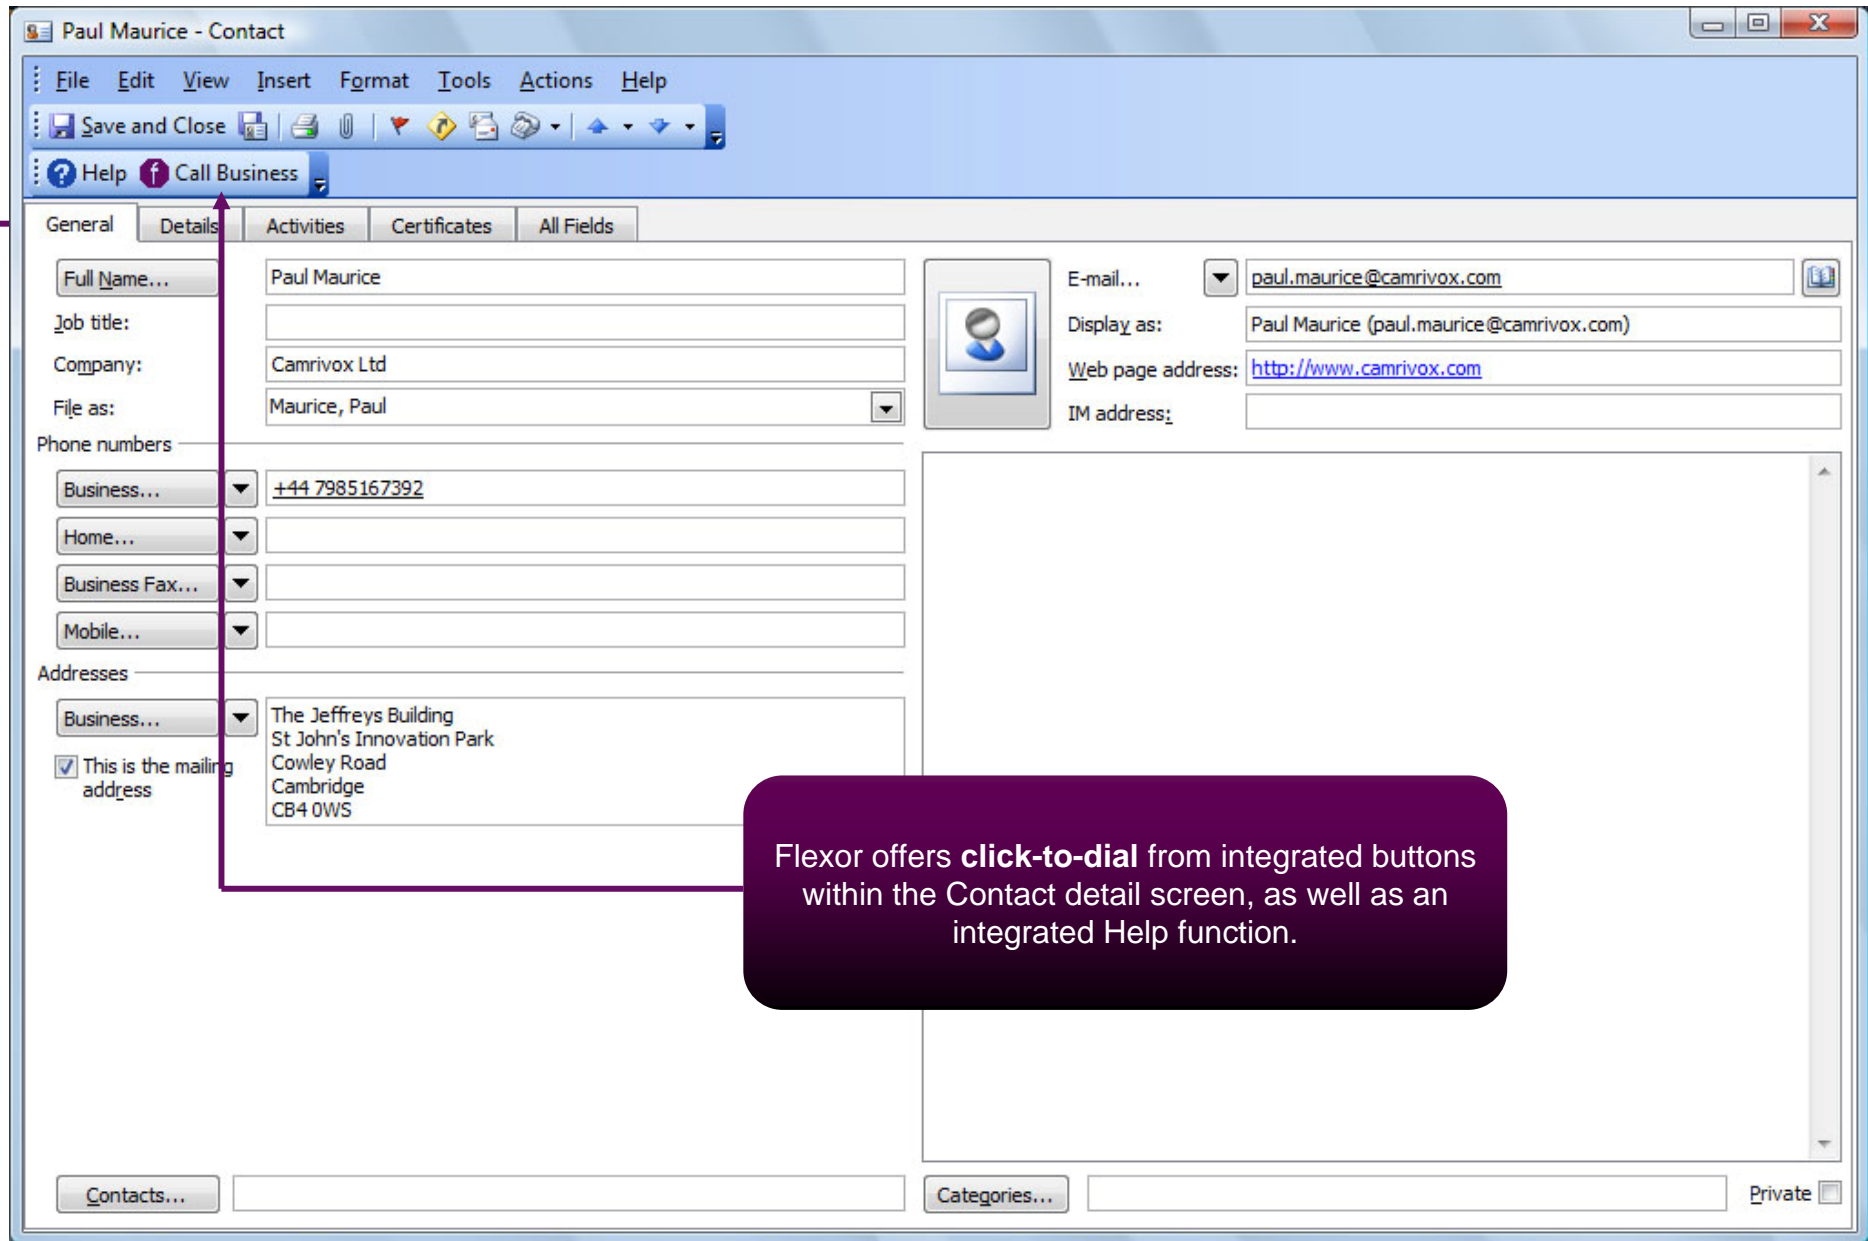 Paul Maurice - Contact
File Edit View Insert Format Tools Actions Help
Save and Close
Help Call Business
General Details Activities Certificates All Fields
Full Name... Paul Maurice
Job title:
Company: Camrivox Ltd
File as: Maurice, Paul
E-mail... paul.maurice@camrivox.com
Display as: Paul Maurice (paul.maurice@camrivox.com)
Web page address: http://www.camrivox.com
IM address:
Phone numbers
Business... +44 7985167392
Home...
Business Fax...
Mobile...
Addresses
Business...
This is the mailing
address
The Jeffreys Building
St John's Innovation Park
Cowley Road
Cambridge
CB4 0WS
Flexor offers click-to-dial from integrated buttons
within the Contact detail screen, as well as an
integrated Help function.
Contacts... Categories... Private